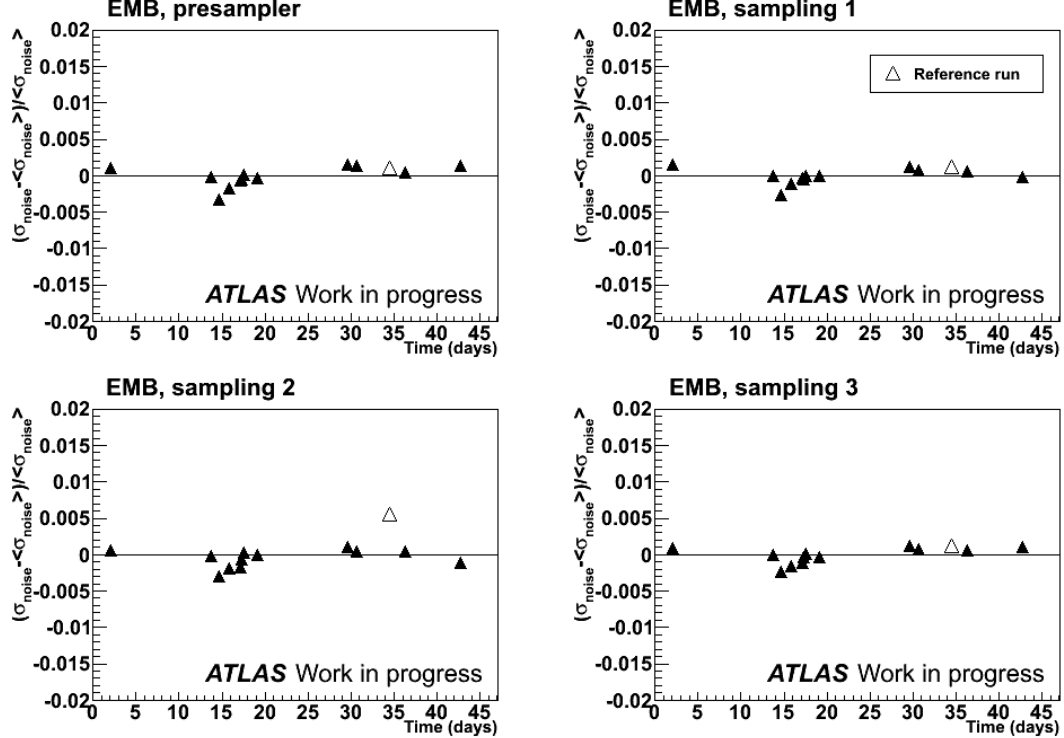 EMB, presampler
(σnoise-<σnoise>)/<σnoise>
0.02
0.015
0.01
0.005
0
-0.005
-0.01
-0.015
-0.02
ATLAS Work in progress
0 5 10 15 20 25 30 35 40 45
Time (days)
EMB, sampling 1
(σnoise-<σnoise>)/<σnoise>
0.02
0.015
0.01
0.005
0
-0.005
-0.01
-0.015
-0.02
Reference run
ATLAS Work in progress
0 5 10 15 20 25 30 35 40 45
Time (days)
EMB, sampling 2
(σnoise-<σnoise>)/<σnoise>
0.02
0.015
0.01
0.005
0
-0.005
-0.01
-0.015
-0.02
ATLAS Work in progress
0 5 10 15 20 25 30 35 40 45
Time (days)
EMB, sampling 3
(σnoise-<σnoise>)/<σnoise>
0.02
0.015
0.01
0.005
0
-0.005
-0.01
-0.015
-0.02
ATLAS Work in progress
0 5 10 15 20 25 30 35 40 45
Time (days)